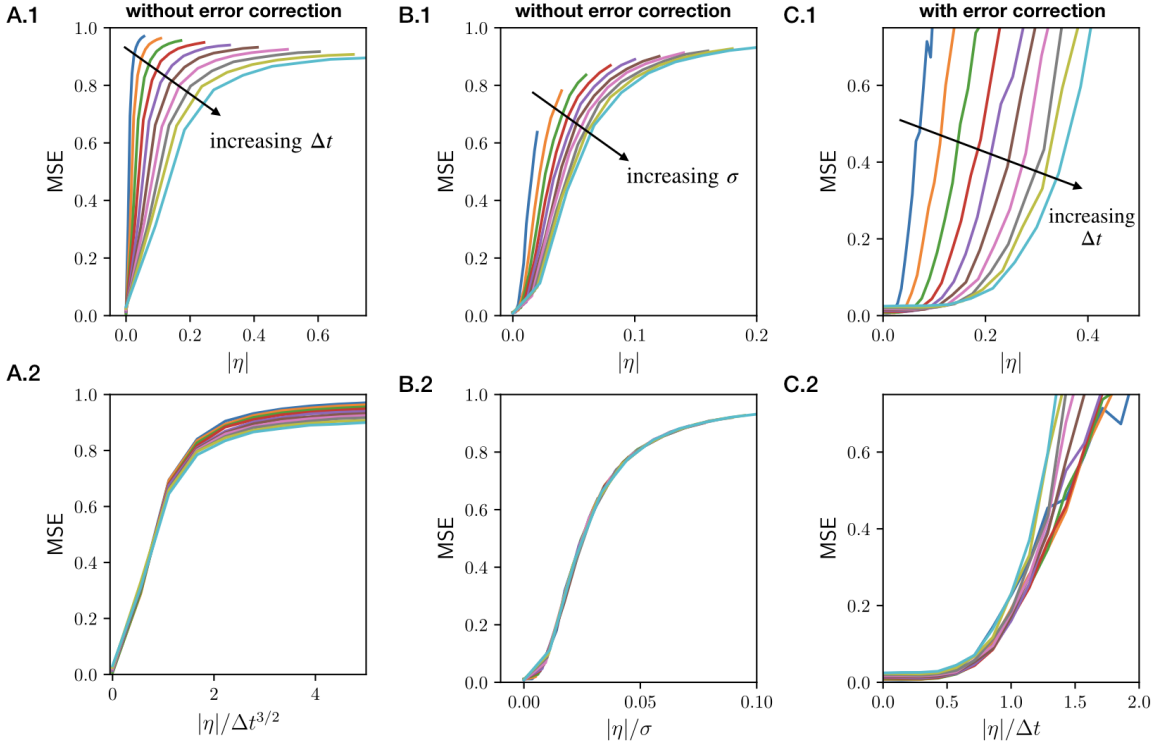 A.1
without error correction
1.0
0.8
0.6
0.4
0.2
0.0
MSE
increasing Δt
0.0
0.2
0.4
0.6
|η|
B.1
without error correction
1.0
0.8
0.6
0.4
0.2
0.0
MSE
increasing σ
0.0
0.1
0.2
|η|
C.1
with error correction
0.6
0.4
0.2
0.0
MSE
increasing
Δt
0.0
0.2
0.4
|η|
A.2
1.0
0.8
0.6
0.4
0.2
0.0
MSE
0
2
4
|η|/Δt^{3/2}
B.2
1.0
0.8
0.6
0.4
0.2
0.0
MSE
0.00
0.05
0.10
|η|/σ
C.2
0.6
0.4
0.2
0.0
MSE
0.0
0.5
1.0
1.5
2.0
|η|/Δt